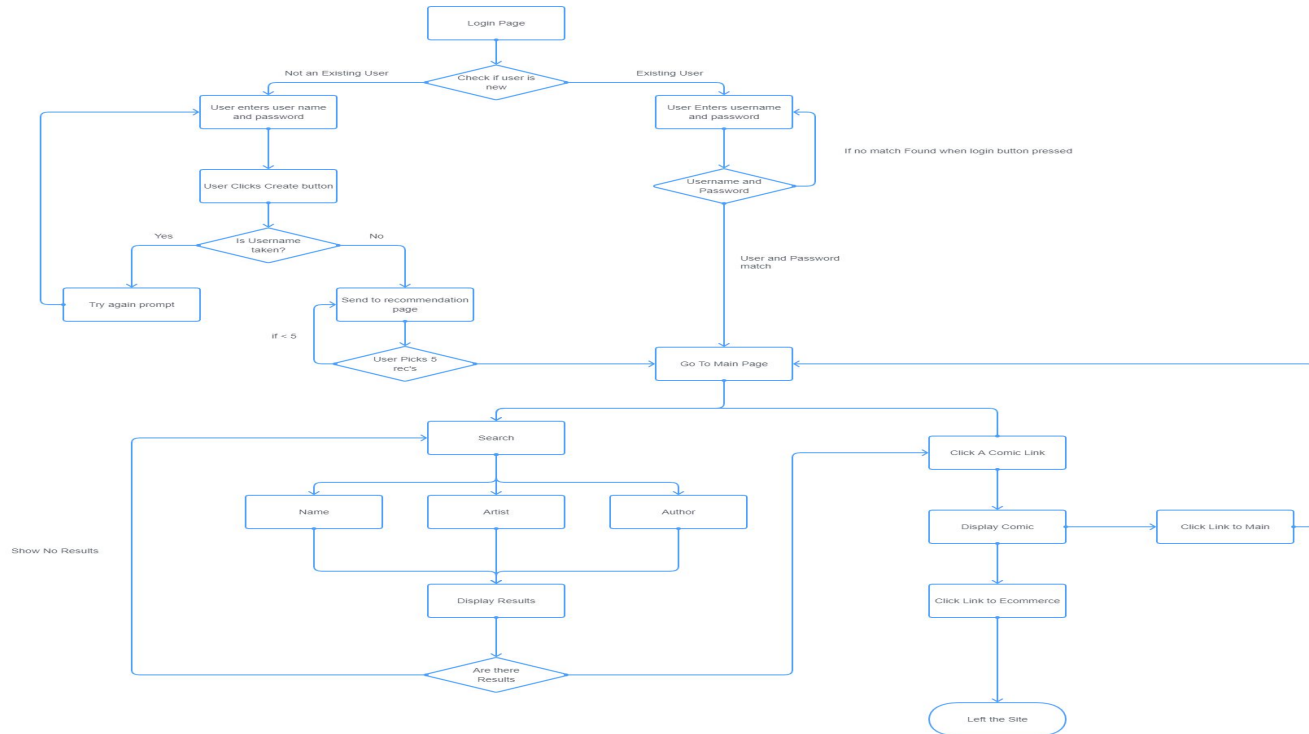 Login Page
Not an Existing User
Check if user is
new
Existing User
User enters user name
and password
User Enters username
and password
If no match Found when login button pressed
User Clicks Create button
Username and
Password
Yes
Is Username
taken?
No
User and Password
match
Try again prompt
Send to recommendation
page
if < 5
User Picks 5
rec's
Go To Main Page
Search
Click A Comic Link
Name
Artist
Author
Display Comic
Click Link to Main
Show No Results
Display Results
Click Link to Ecommerce
Are there
Results
Left the Site